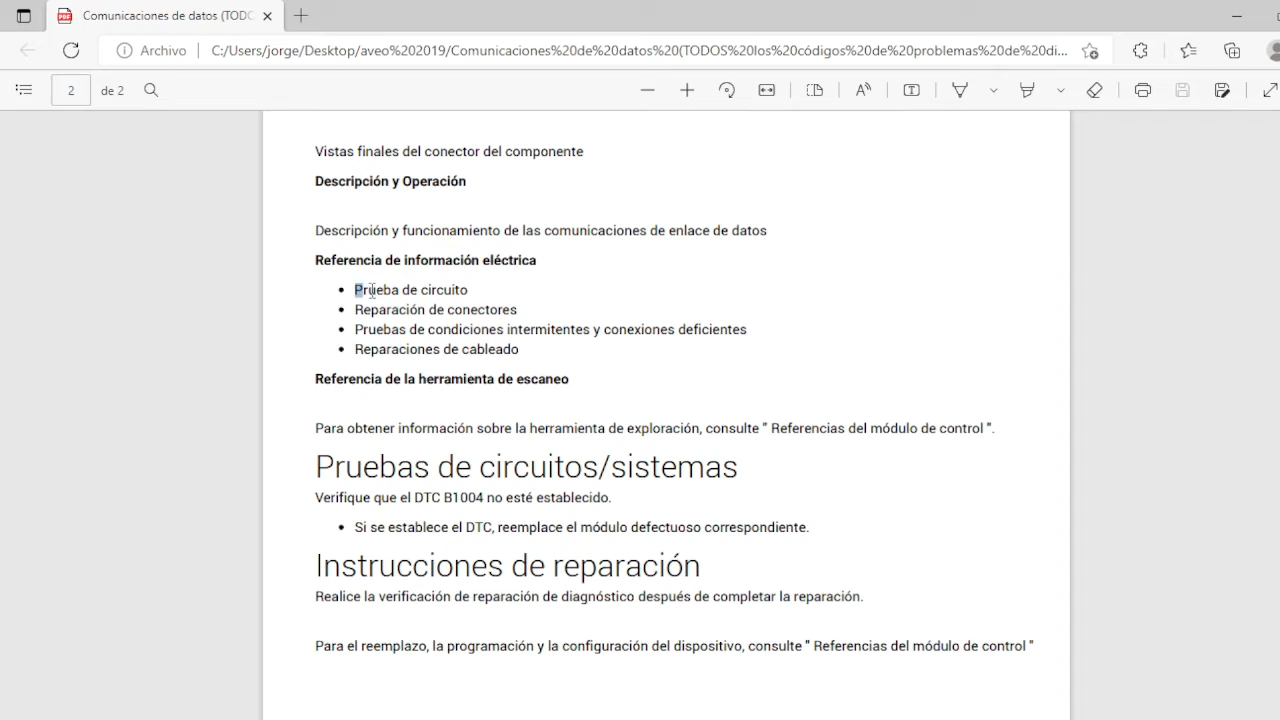 Comunicaciones de datos (TODO
Archivo
C:/Users/jorge/Desktop/aveo%202019/Comunicaciones%20de%20datos%20(TODOS%20los%20códigos%20de%20problemas%20de%20di...
2 de 2
Vistas finales del conector del componente
Descripción y Operación
Descripción y funcionamiento de las comunicaciones de enlace de datos
Referencia de información eléctrica
• Prueba de circuito
• Reparación de conectores
• Pruebas de condiciones intermitentes y conexiones deficientes
• Reparaciones de cableado
Referencia de la herramienta de escaneo
Para obtener información sobre la herramienta de exploración, consulte " Referencias del módulo de control ".
Pruebas de circuitos/sistemas
Verifique que el DTC B1004 no esté establecido.
• Si se establece el DTC, reemplace el módulo defectuoso correspondiente.
Instrucciones de reparación
Realice la verificación de reparación de diagnóstico después de completar la reparación.
Para el reemplazo, la programación y la configuración del dispositivo, consulte " Referencias del módulo de control "